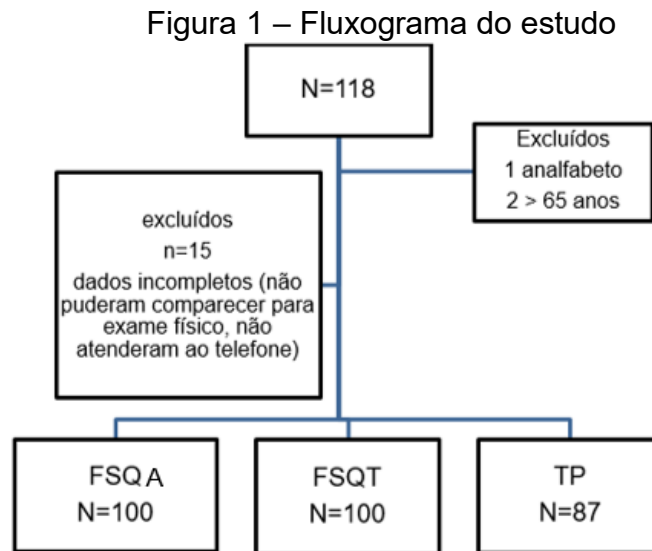 Figura 1 – Fluxograma do estudo
N=118
Excluídos
1 analfabeto
2 > 65 anos
excluídos
n=15
dados incompletos (não
puderam comparecer para
exame físico, não
atenderam ao telefone)
FSQA
N=100
FSQT
N=100
TP
N=87